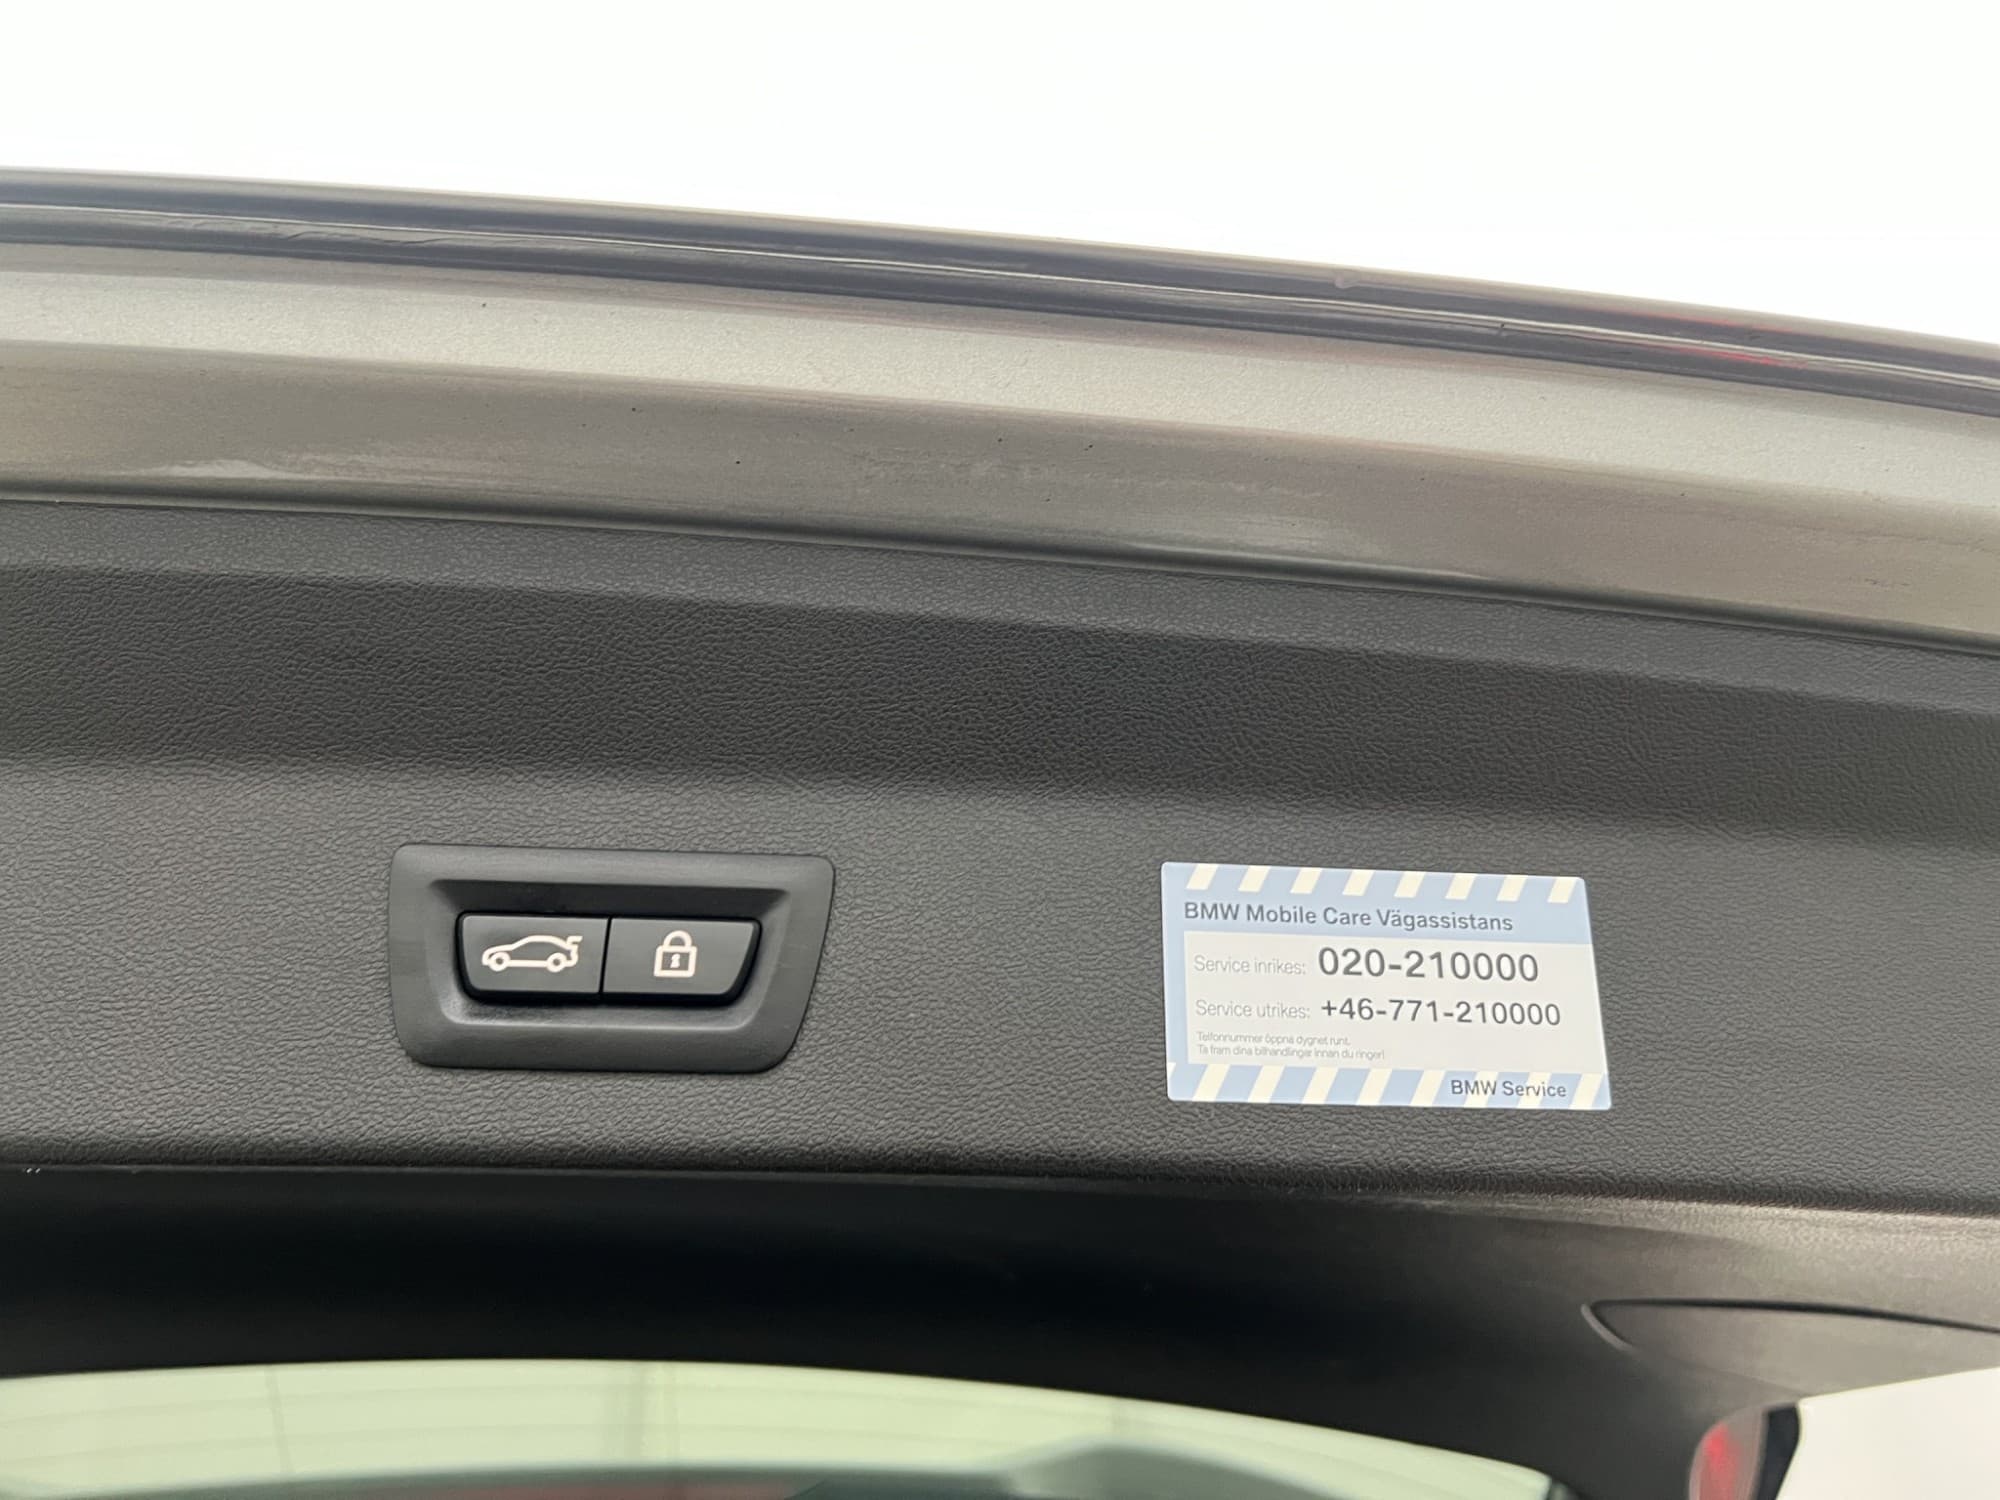 BMW Mobile Care Vägassistans
Service inrikes: 020-210000
Service utrikes: +46-771-210000
Telfonnummer öppna dygnet runt.
Ta fram dina bilhandlingar innan du ringer!
BMW Service